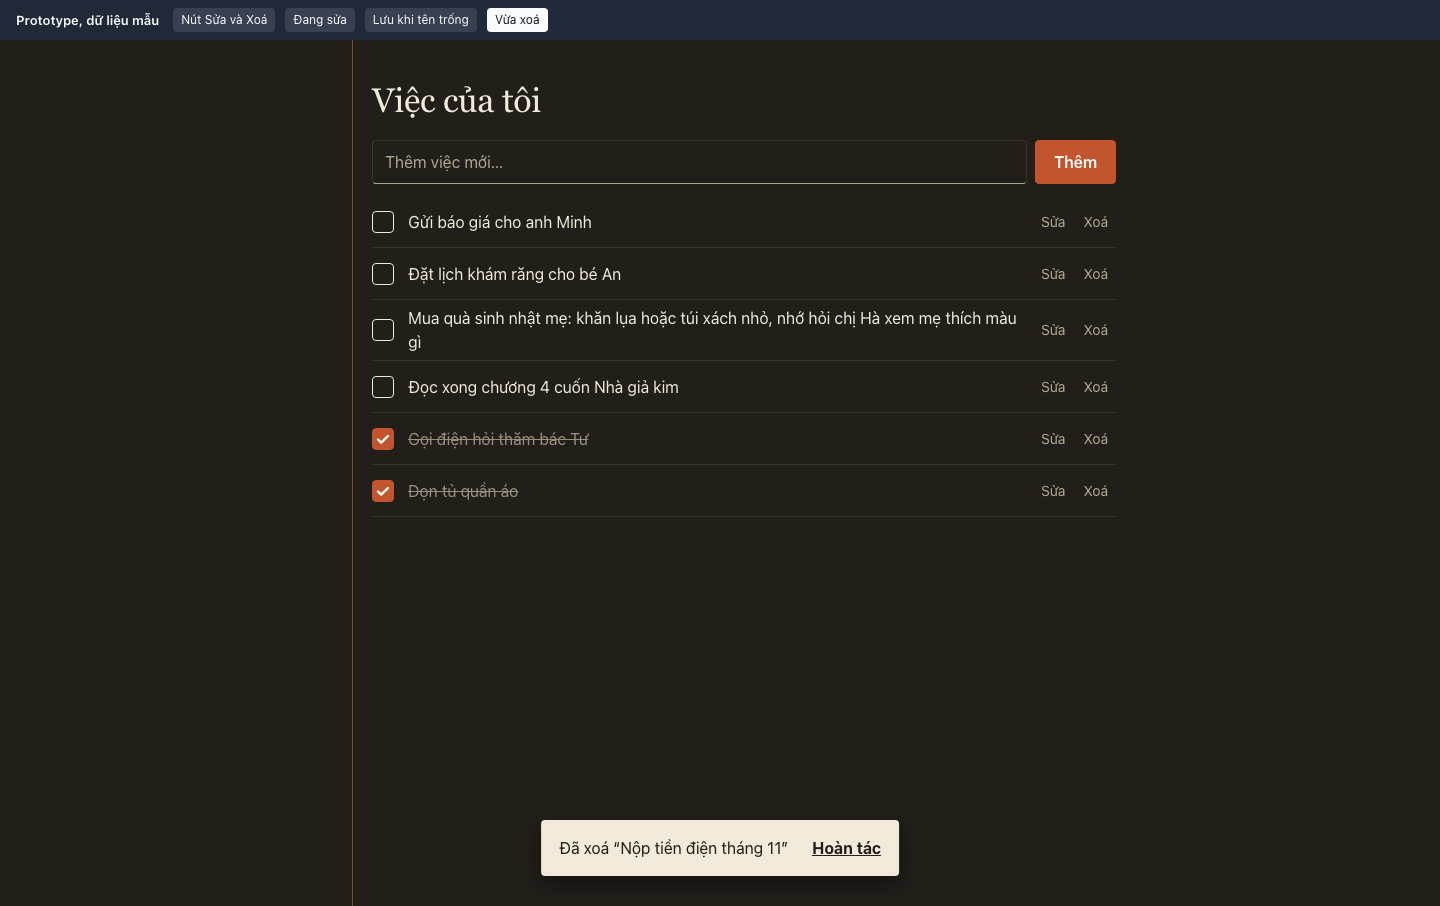 Prototype, dữ liệu mẫu Nút Sửa và Xoá Đang sửa Lưu khi tên trống Vừa xoá
Việc của tôi
Thêm việc mới... Thêm
Gửi báo giá cho anh Minh Sửa Xoá
Đặt lịch khám răng cho bé An Sửa Xoá
Mua quà sinh nhật mẹ: khăn lụa hoặc túi xách nhỏ, nhớ hỏi chị Hà xem mẹ thích màu
gì Sửa Xoá
Đọc xong chương 4 cuốn Nhà giả kim Sửa Xoá
Gọi điện hỏi thăm bác Tư Sửa Xoá
Dọn tủ quần áo Sửa Xoá
Đã xoá “Nộp tiền điện tháng 11” Hoàn tác